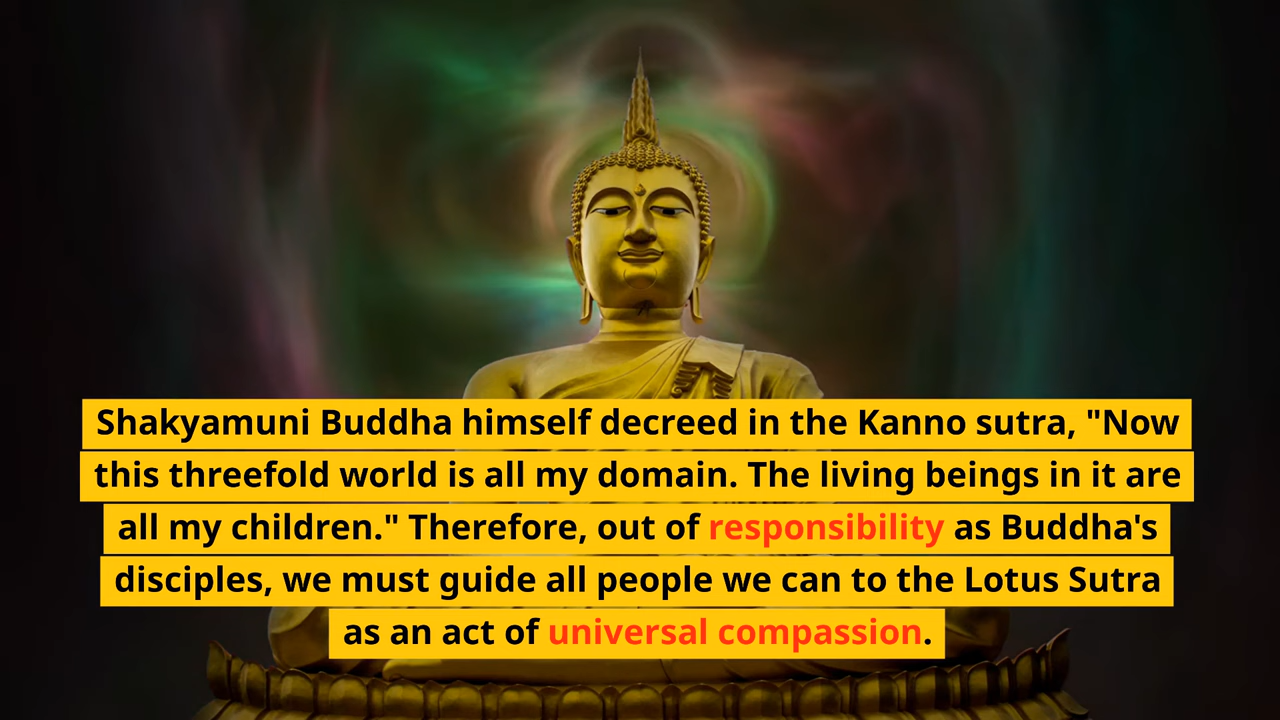 Shakyamuni Buddha himself decreed in the Kanno sutra, "Now
this threefold world is all my domain. The living beings in it are
all my children." Therefore, out of responsibility as Buddha's
disciples, we must guide all people we can to the Lotus Sutra
as an act of universal compassion.